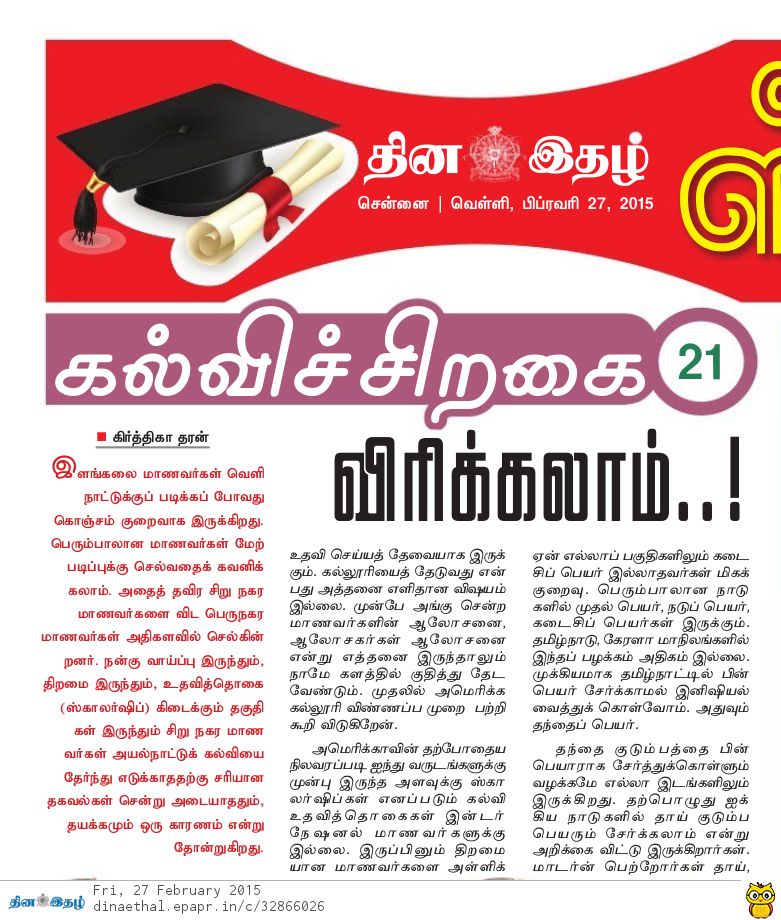 தின இதழ்
சென்னை | வெள்ளி, பிப்ரவரி 27, 2015
கல்விச்சிறகை
21
விரிக்கலாம்..!
கிர்த்திகா தரன்
இளங்கலை மாணவர்கள் வெளி
நாட்டுக்குப் படிக்கப் போவது
கொஞ்சம் குறைவாக இருக்கிறது.
பெரும்பாலான மாணவர்கள் மேற்
படிப்புக்கு செல்வதைக் கவனிக்
கலாம். அதைத் தவிர சிறு நகர
மாணவர்களை விட பெருநகர
மாணவர்கள் அதிகளவில் செல்கின்
றனர். நன்கு வாய்ப்பு இருந்தும்,
திறமை இருந்தும், உதவித்தொகை
(ஸ்காலர்ஷிப்) கிடைக்கும் தகுதி
கள் இருந்தும் சிறு நகர மாண
வர்கள் அயல்நாட்டுக் கல்வியை
தேர்ந்து எடுக்காததற்கு சரியான
தகவல்கள் சென்று அடையாததும்,
தயக்கமும் ஒரு காரணம் என்று
தோன்றுகிறது.
உதவி செய்யத் தேவையாக இருக்
கும். கல்லூரியைத் தேடுவது என்
பது அத்தனை எளிதான விஷயம்
இல்லை. முன்பே அங்கு சென்ற
மாணவர்களின் ஆலோசனை,
ஆலோசகர்கள் ஆலோசனை
என்று எத்தனை இருந்தாலும்
நாமே களத்தில் குதித்து தேட
வேண்டும். முதலில் அமெரிக்க
கல்லூரி விண்ணப்ப முறை பற்றி
கூறி விடுகிறேன்.
அமெரிக்காவின் தற்போதைய
நிலவரப்படி ஐந்து வருடங்களுக்கு
முன்பு இருந்த அளவுக்கு ஸ்கா
லர்ஷிப்கள் எனப்படும் கல்வி
உதவித்தொகைகள் இன்டர்
நேஷனல் மாணவர்களுக்கு
இல்லை. இருப்பினும் திறமை
யான மாணவர்களை அள்ளிக்
ஏன் எல்லாப் பகுதிகளிலும் கடை
சிப் பெயர் இல்லாதவர்கள் மிகக்
குறைவு. பெரும்பாலான நாடு
களில் முதல் பெயர், நடுப் பெயர்,
கடைசிப் பெயர்கள் இருக்கும்.
தமிழ்நாடு, கேரளா மாநிலங்களில்
இந்தப் பழக்கம் அதிகம் இல்லை.
முக்கியமாக தமிழ்நாட்டில் பின்
பெயர் சேர்க்காமல் இனிஷியல்
வைத்துக் கொள்வோம். அதுவும்
தந்தைப் பெயர்.
தந்தை குடும்பத்தை பின்
பெயராக சேர்த்துக்கொள்ளும்
வழக்கமே எல்லா இடங்களிலும்
இருக்கிறது. தற்பொழுது ஐக்
கிய நாடுகளில் தாய் குடும்ப
பெயரும் சேர்க்கலாம் என்று
அறிக்கை விட்டு இருக்கிறார்கள்.
மாடர்ன் பெற்றோர்கள் தாய்,
தின இதழ்
Fri, 27 February 2015
dinaethal.epapr.in/c/32866026